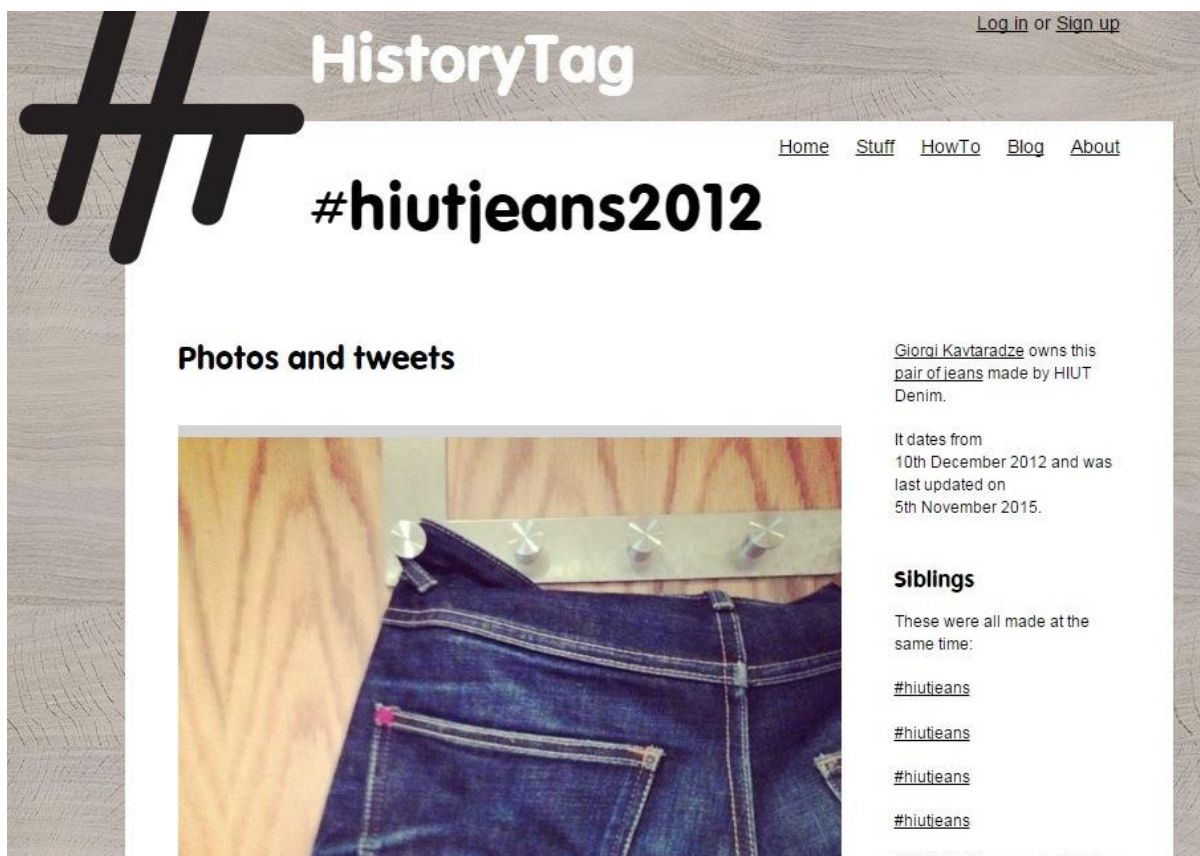 HT
HistoryTag
Log in or Sign up
Home Stuff HowTo Blog About
#hiutjeans2012
Photos and tweets
Giorgi Kavtaradze owns this
pair of jeans made by HIUT
Denim.
It dates from
10th December 2012 and was
last updated on
5th November 2015.
Siblings
These were all made at the
same time:
#hiutjeans
#hiutjeans
#hiutjeans
#hiutjeans